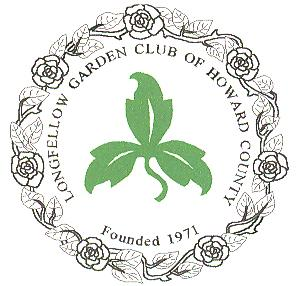 LONGFELLOW GARDEN CLUB OF HOWARD COUNTY
Founded 1971